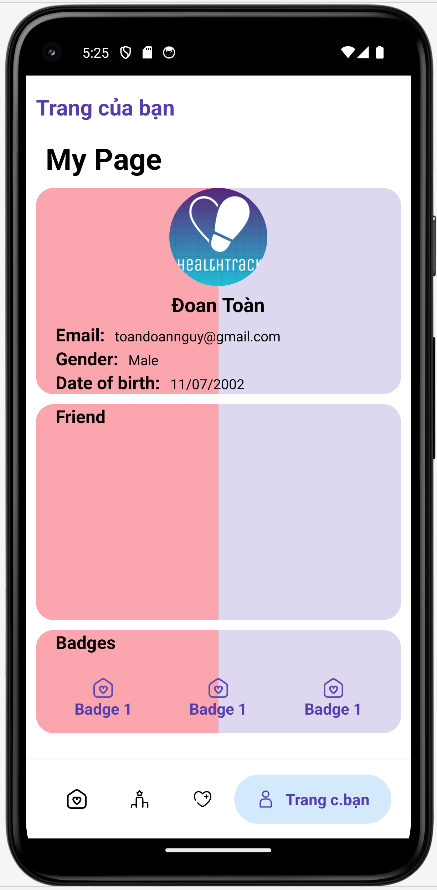 5:25
Trang của bạn
My Page
HealthTrack
Đoan Toàn
Email: toandoannguy@gmail.com
Gender: Male
Date of birth: 11/07/2002
Friend
Badges
Badge 1 Badge 1 Badge 1
Trang c.bạn